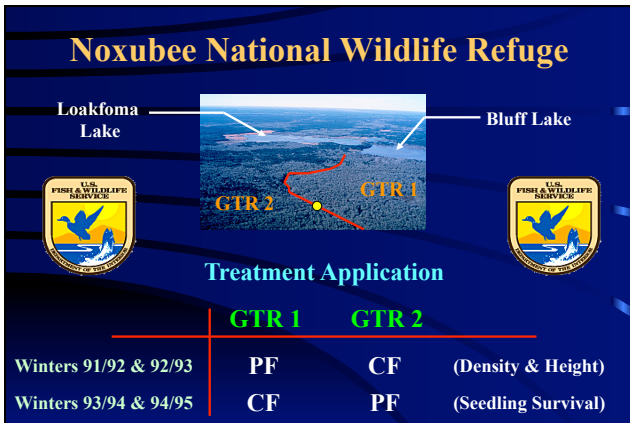 Noxubee National Wildlife Refuge
Loakfoma
Lake
Bluff Lake
GTR 1
GTR 2
U.S.
FISH & WILDLIFE
SERVICE
DEPARTMENT OF THE INTERIOR
U.S.
FISH & WILDLIFE
SERVICE
DEPARTMENT OF THE INTERIOR
Treatment Application
GTR 1 GTR 2
Winters 91/92 & 92/93 PF CF (Density & Height)
Winters 93/94 & 94/95 CF PF (Seedling Survival)